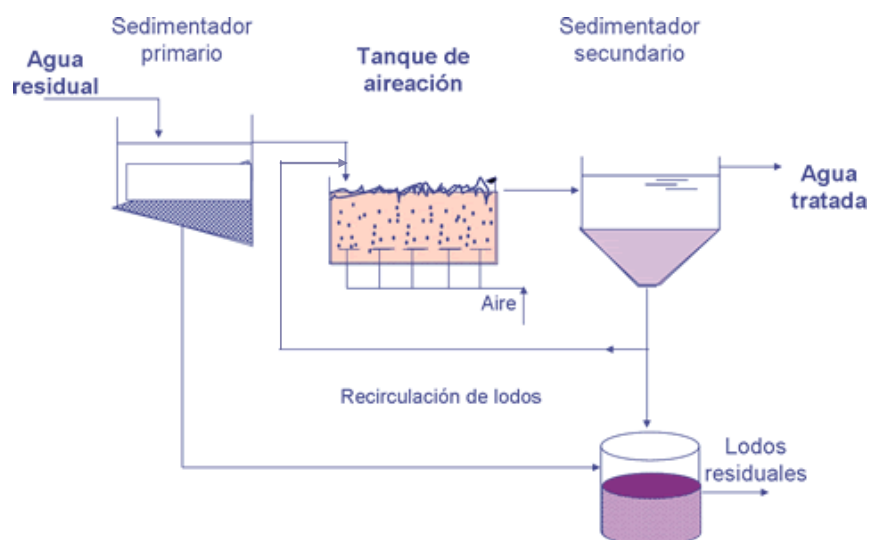 Sedimentador
primario
Agua
residual
Tanque de
aireación
Sedimentador
secundario
Agua
tratada
Aire
Recirculación de lodos
Lodos
residuales